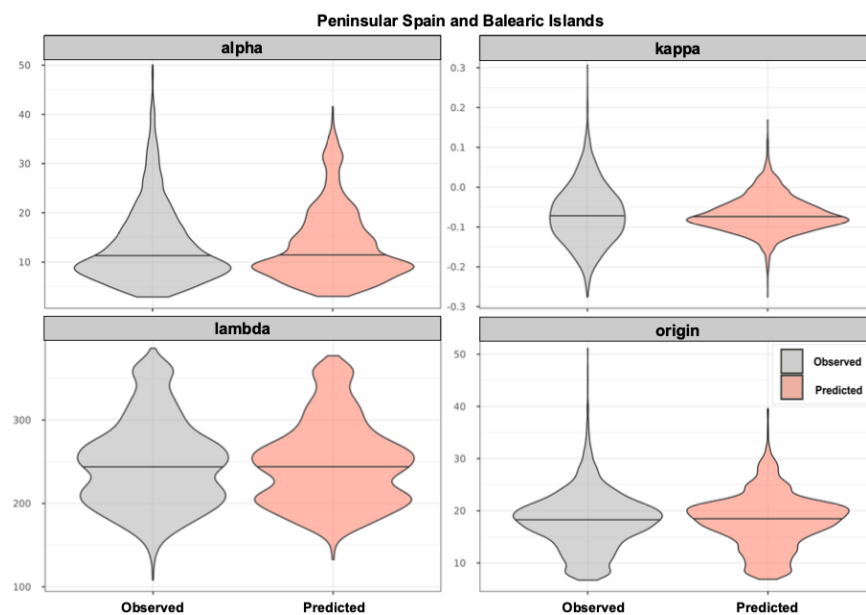 Peninsular Spain and Balearic Islands
alpha
kappa
50
40
30
20
10
0.3
0.2
0.1
0.0
-0.1
-0.2
-0.3
lambda
origin
300
200
100
50
40
30
20
10
Observed
Predicted
Observed
Predicted
Observed
Predicted